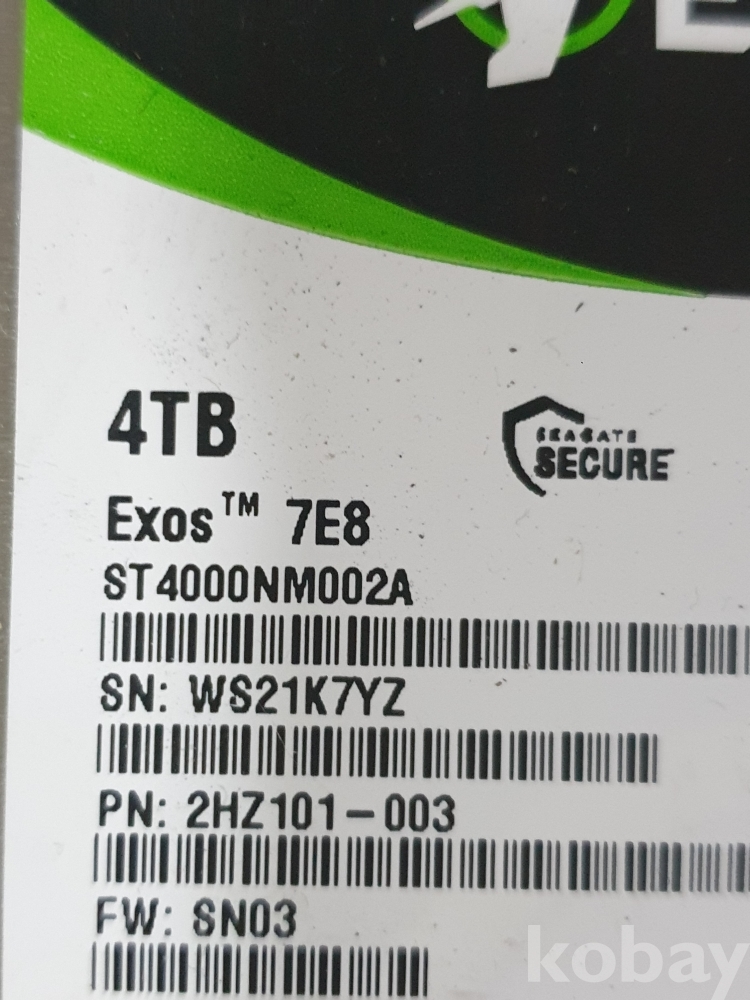 4TB
SEAGATE
SECURE
Exos™ 7E8
ST4000NM002A
SN: WS21K7YZ
PN: 2HZ101-003
FW: SN03
kobay